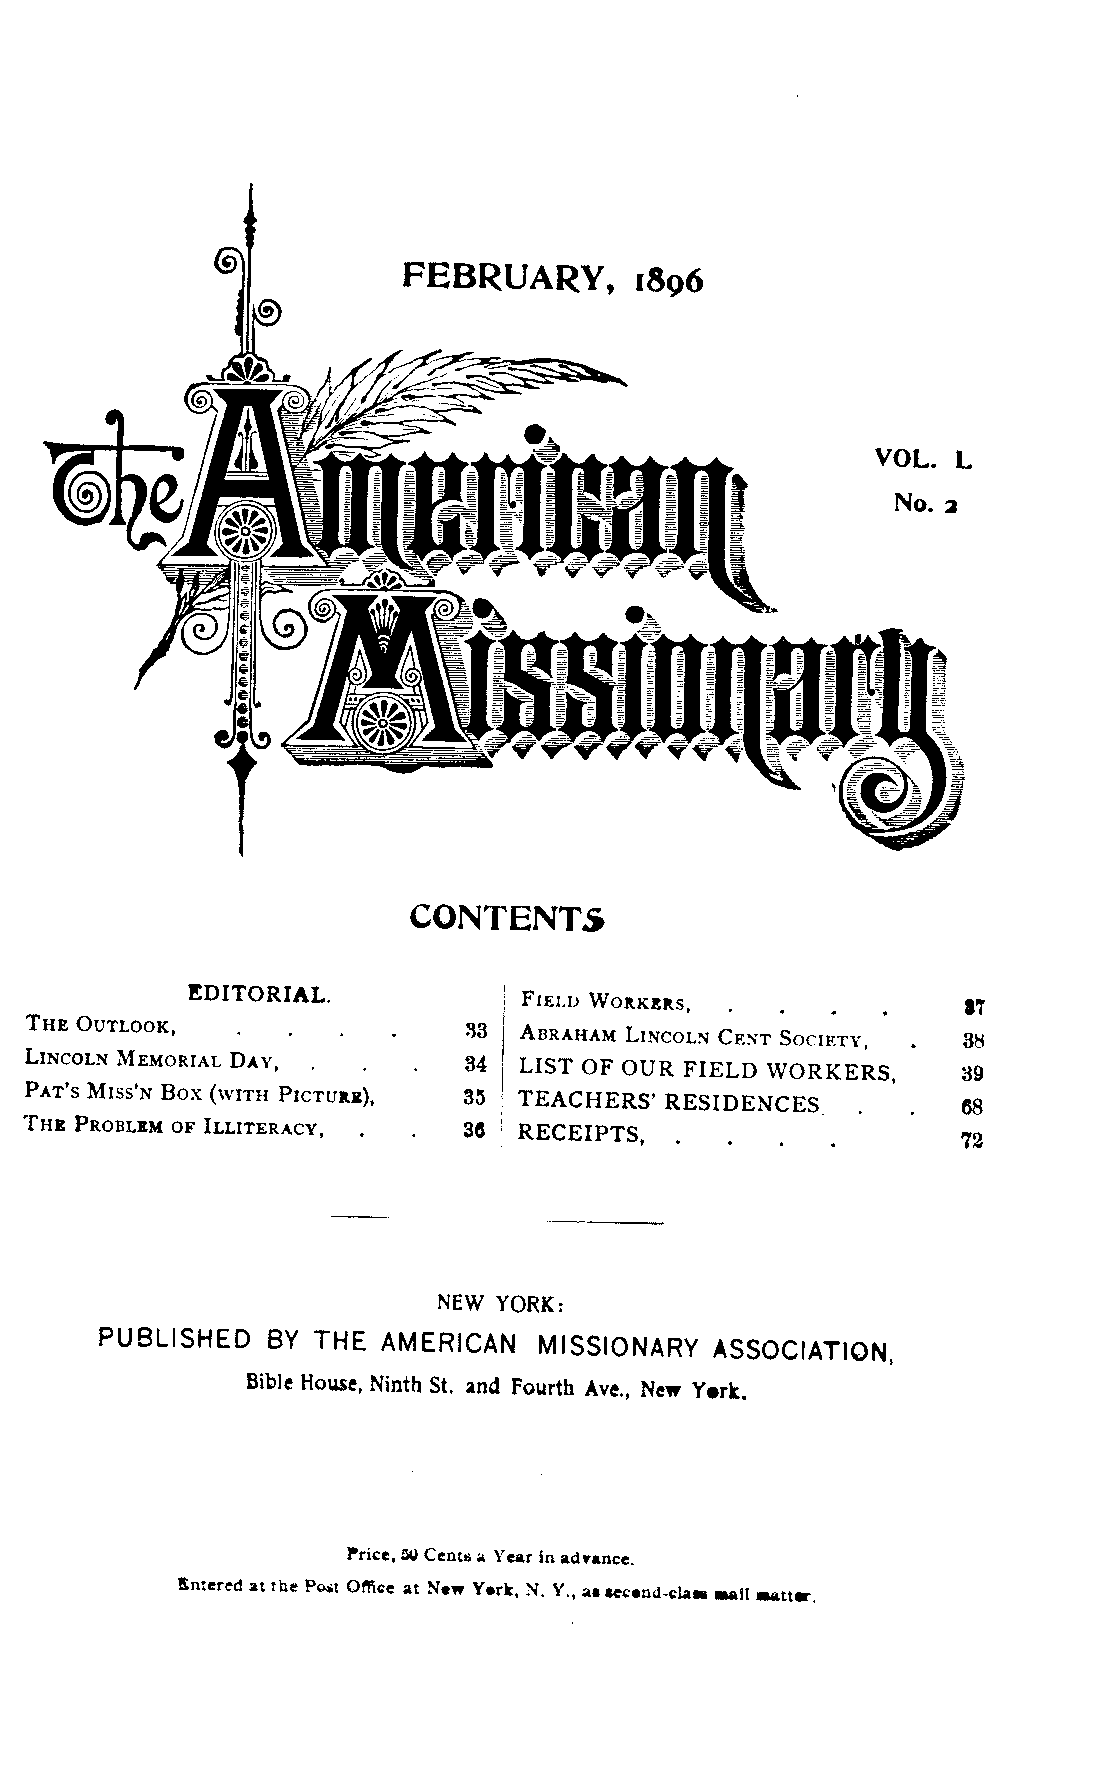 FEBRUARY, 1896
The American
VOL. L
No. 2
Missionary
CONTENTS
EDITORIAL.
THE OUTLOOK, . . . . 33
LINCOLN MEMORIAL DAY, . . . 34
PAT'S MISS'N BOX (WITH PICTURE), 35
THE PROBLEM OF ILLITERACY, . . 36
FIELD WORKERS, . . . . 37
ABRAHAM LINCOLN CENT SOCIETY, . 38
LIST OF OUR FIELD WORKERS, 39
TEACHERS' RESIDENCES. . . 68
RECEIPTS, . . . . 72
NEW YORK:
PUBLISHED BY THE AMERICAN MISSIONARY ASSOCIATION,
Bible House, Ninth St. and Fourth Ave., New York.
Price, 50 Cents a Year in advance.
Entered at the Post Office at New York, N. Y., as second-class mail matter.